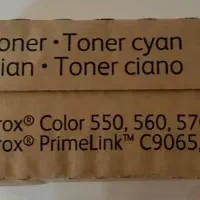 oner • Toner cyan
ian • Toner ciano
rox® Color 550, 560, 57
rox® PrimeLink™ C9065,